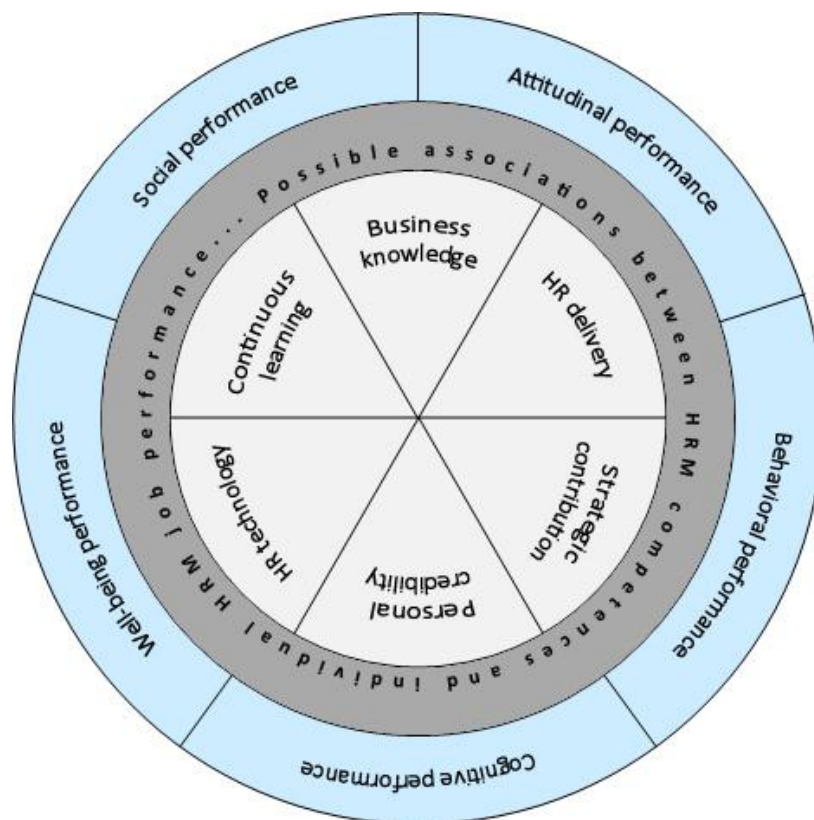 Social performance
Attitudinal performance
Behavioral performance
Cognitive performance
Well-being performance
Possible associations between HRM competences and individual HRM job performance...
Business
knowledge
HR delivery
Strategic
contribution
Personal
credibility
HR technology
Continuous
learning